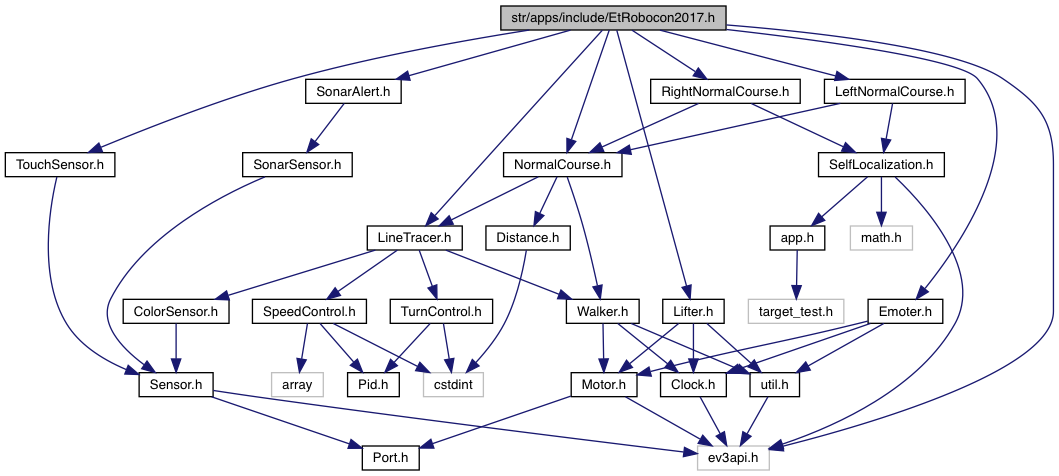 str/apps/include/EtRobocon2017.h
SonarAlert.h
RightNormalCourse.h
LeftNormalCourse.h
TouchSensor.h
SonarSensor.h
NormalCourse.h
SelfLocalization.h
LineTracer.h
Distance.h
app.h
math.h
ColorSensor.h
SpeedControl.h
TurnControl.h
Walker.h
Lifter.h
target_test.h
Emoter.h
Sensor.h
array
Pid.h
cstdint
Motor.h
Clock.h
util.h
Port.h
ev3api.h